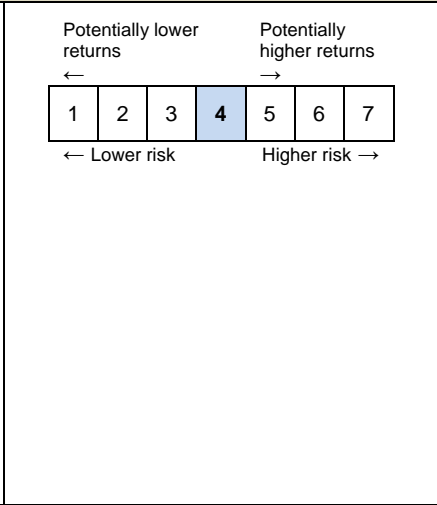 Potentially lower
returns
←
Potentially
higher returns
→
1 2 3 4 5 6 7
← Lower risk Higher risk →